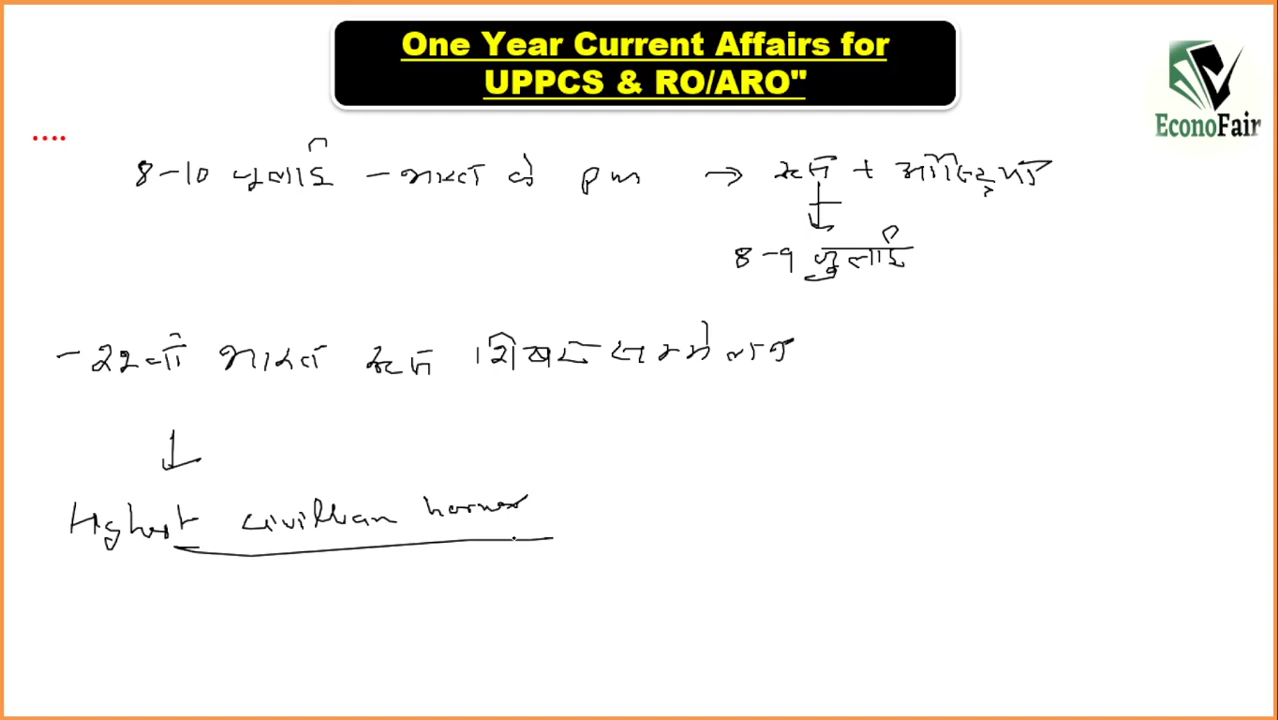 One Year Current Affairs for
UPPCS & RO/ARO"
EconoFair
....
8-10 जुलाई - भारत के PM → रूस + ऑस्ट्रिया
8-9 जुलाई
- 22वाँ भारत रूस शिखर सम्मेलन
↓
Highest civilian honour